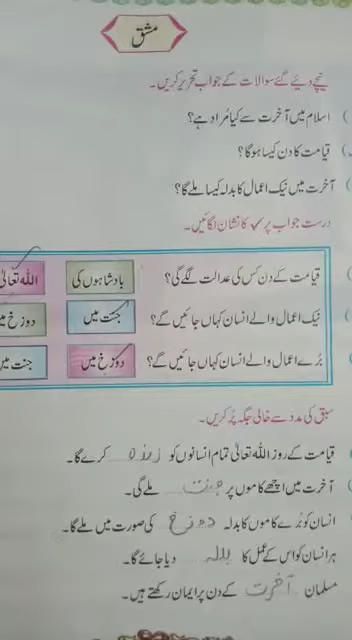 مشق
نیچے دیئے گئے سوالات کے جواب تحریر کریں۔
اسلام میں آخرت سے کیا مُراد ہے؟
قیامت کا دن کیسا ہوگا؟
آخرت میں نیک اعمال کا بدلہ کیسا ملے گا؟
درست جواب پر ✓ کا نشان لگائیں۔
قیامت کے دن کس کی عدالت لگے گی؟ بادشاہوں کی اللہ تعالیٰ
نیک اعمال والے انسان کہاں جائیں گے؟ جنت میں دوزخ میں
بُرے اعمال والے انسان کہاں جائیں گے؟ دوزخ میں جنت میں
سبق کی مدد سے خالی جگہ پُر کریں۔
قیامت کے روز اللہ تعالیٰ تمام انسانوں کو زندہ کرے گا۔
آخرت میں اچھے کاموں پر جنت ملے گی۔
انسان کو بُرے کاموں کا بدلہ دوزخ کی صورت میں ملے گا۔
ہر انسان کو اس کے عمل کا بدلہ دیا جائے گا۔
مسلمان آخرت کے دن پر ایمان رکھتے ہیں۔